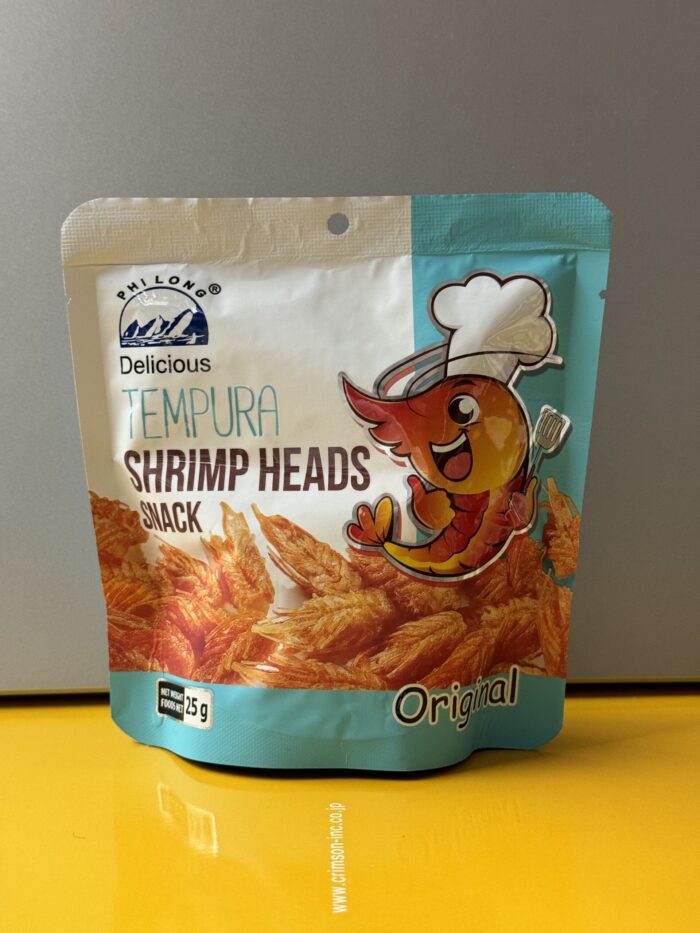 PHI LONG®
Delicious
TEMPURA
SHRIMP HEADS
SNACK
NET WEIGHT
FOODS NET
25 g
Original
www.crimson-inc.co.jp